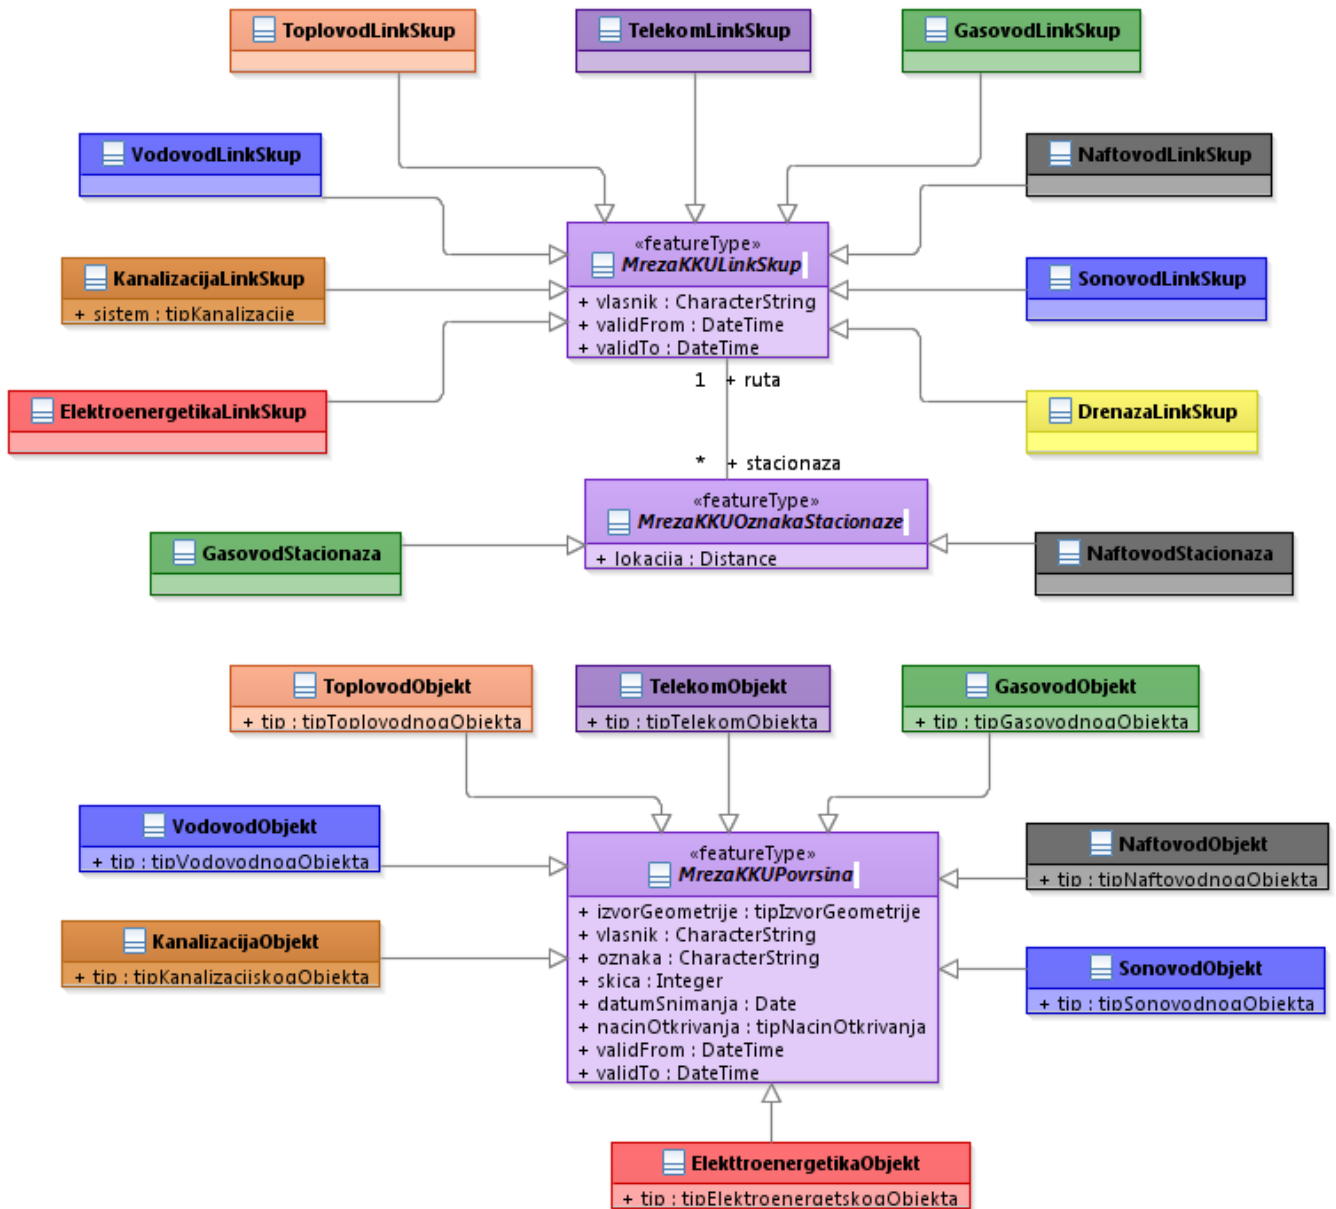 ToplovodLinkSkup
TelekomLinkSkup
GasovodLinkSkup
VodovodLinkSkup
NaftovodLinkSkup
«featureType»
MrezaKKULinkSkup
+ vlasnik : CharacterString
+ validFrom : DateTime
+ validTo : DateTime
KanalizacijaLinkSkup
+ sistem : tipKanalizacije
SonovodLinkSkup
ElektroenergetikaLinkSkup
DrenazaLinkSkup
1 + ruta
* + stacionaza
«featureType»
MrezaKKUOznakaStacionaze
+ lokacija : Distance
GasovodStacionaza
NaftovodStacionaza
ToplovodObjekt
+ tip : tipToplovodnogObjekta
TelekomObjekt
+ tip : tipTelekomObjekta
GasovodObjekt
+ tip : tipGasovodnogObjekta
VodovodObjekt
+ tip : tipVodovodnogObjekta
NaftovodObjekt
+ tip : tipNaftovodnogObjekta
«featureType»
MrezaKKUPovrsina
+ izvorGeometrije : tipIzvorGeometrije
+ vlasnik : CharacterString
+ oznaka : CharacterString
+ skica : Integer
+ datumSnimanja : Date
+ nacinOtkrivanja : tipNacinOtkrivanja
+ validFrom : DateTime
+ validTo : DateTime
KanalizacijaObjekt
+ tip : tipKanalizacijskogObjekta
SonovodObjekt
+ tip : tipSonovodnogObjekta
ElekttroenergetikaObjekt
+ tip : tipElektroenergetskogObjekta